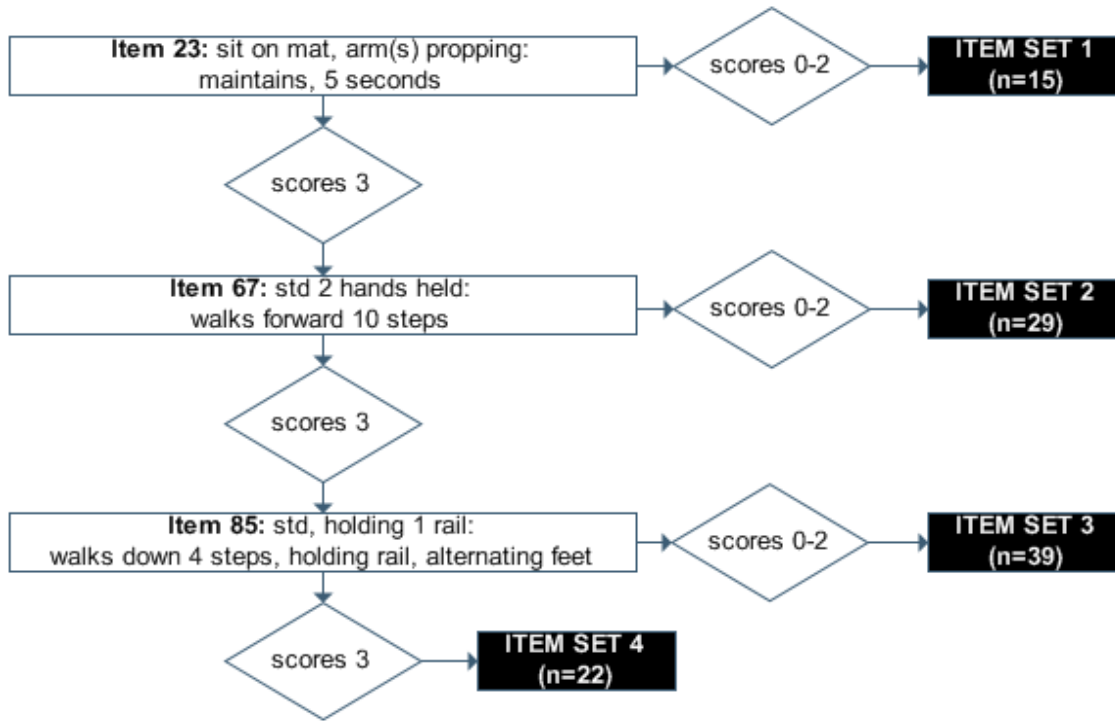 Item 23: sit on mat, arm(s) propping:
maintains, 5 seconds
scores 0-2
ITEM SET 1
(n=15)
scores 3
Item 67: std 2 hands held:
walks forward 10 steps
scores 0-2
ITEM SET 2
(n=29)
scores 3
Item 85: std, holding 1 rail:
walks down 4 steps, holding rail, alternating feet
scores 0-2
ITEM SET 3
(n=39)
scores 3
ITEM SET 4
(n=22)